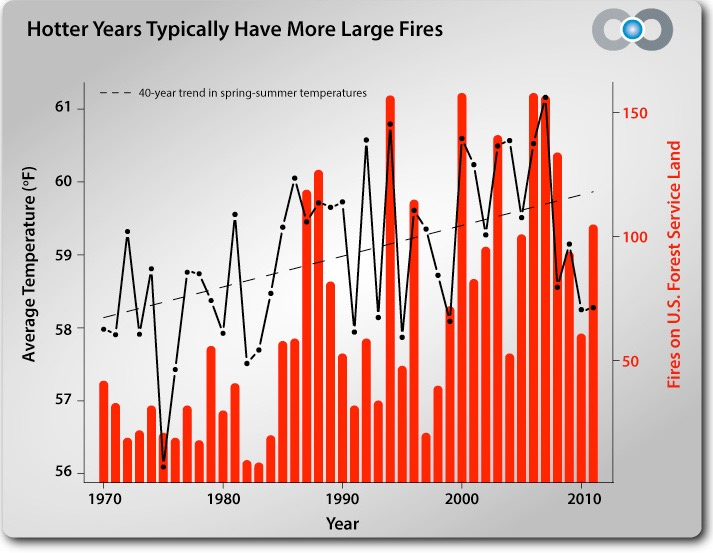 Hotter Years Typically Have More Large Fires
40-year trend in spring-summer temperatures
61
60
59
58
57
56
Average Temperature (°F)
150
100
50
Fires on U.S. Forest Service Land
1970
1980
1990
2000
2010
Year